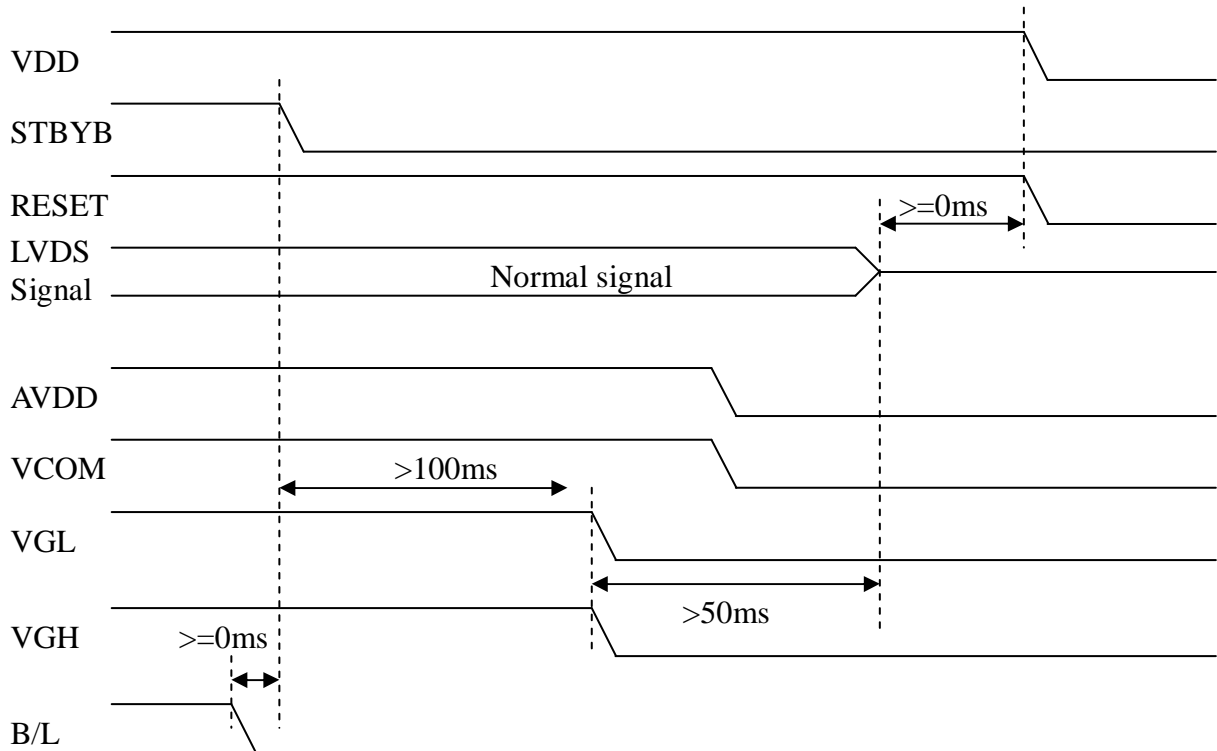 VDD
STBYB
RESET
>=0ms
LVDS
Signal
Normal signal
AVDD
VCOM
>100ms
VGL
>50ms
VGH
>=0ms
B/L